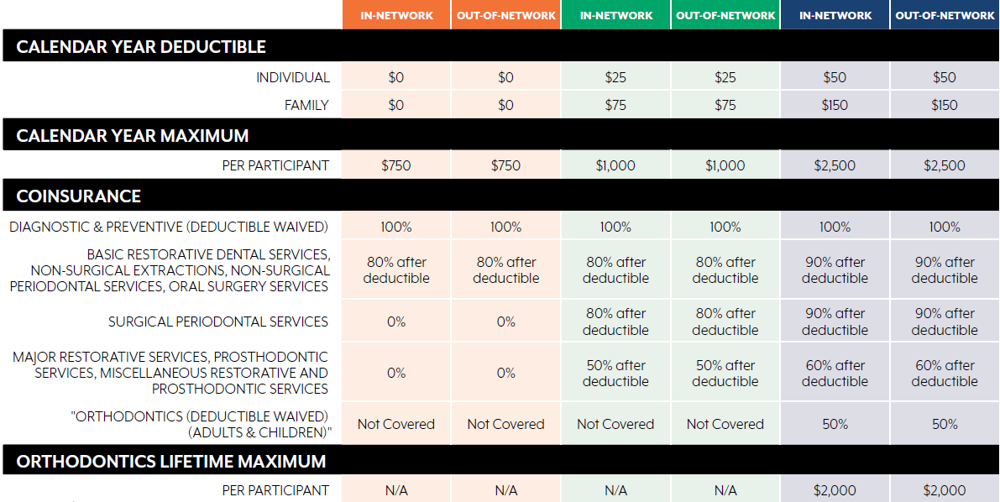 IN-NETWORK OUT-OF-NETWORK IN-NETWORK OUT-OF-NETWORK IN-NETWORK OUT-OF-NETWORK
CALENDAR YEAR DEDUCTIBLE
INDIVIDUAL $0 $0 $25 $25 $50 $50
FAMILY $0 $0 $75 $75 $150 $150
CALENDAR YEAR MAXIMUM
PER PARTICIPANT $750 $750 $1,000 $1,000 $2,500 $2,500
COINSURANCE
DIAGNOSTIC & PREVENTIVE (DEDUCTIBLE WAIVED) 100% 100% 100% 100% 100% 100%
BASIC RESTORATIVE DENTAL SERVICES,
NON-SURGICAL EXTRACTIONS, NON-SURGICAL
PERIODONTAL SERVICES, ORAL SURGERY SERVICES
80% after 80% after 80% after 80% after 90% after 90% after
deductible deductible deductible deductible deductible deductible
SURGICAL PERIODONTAL SERVICES 0% 0%
80% after 80% after 90% after 90% after
deductible deductible deductible deductible
MAJOR RESTORATIVE SERVICES, PROSTHODONTIC
SERVICES, MISCELLANEOUS RESTORATIVE AND
PROSTHODONTIC SERVICES
0% 0%
50% after 50% after 60% after 60% after
deductible deductible deductible deductible
"ORTHODONTICS (DEDUCTIBLE WAIVED)
(ADULTS & CHILDREN)"
Not Covered Not Covered Not Covered Not Covered 50% 50%
ORTHODONTICS LIFETIME MAXIMUM
PER PARTICIPANT N/A N/A N/A N/A $2,000 $2,000